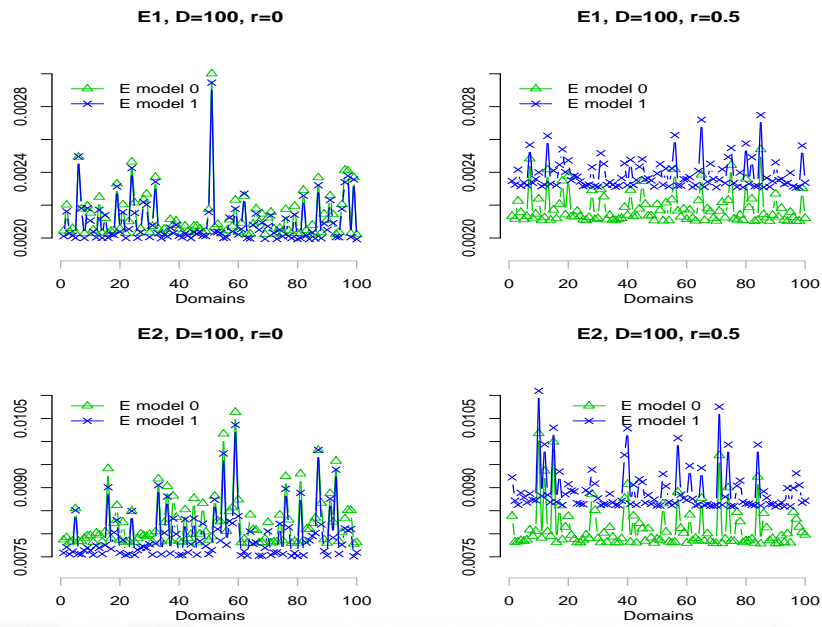 E1, D=100, r=0
E model 0
E model 1
0.0020 0.0024 0.0028
0 20 40 60 80 100
Domains
E1, D=100, r=0.5
E model 0
E model 1
0.0020 0.0024 0.0028
0 20 40 60 80 100
Domains
E2, D=100, r=0
E model 0
E model 1
0.0075 0.0090 0.0105
0 20 40 60 80 100
Domains
E2, D=100, r=0.5
E model 0
E model 1
0.0075 0.0090 0.0105
0 20 40 60 80 100
Domains